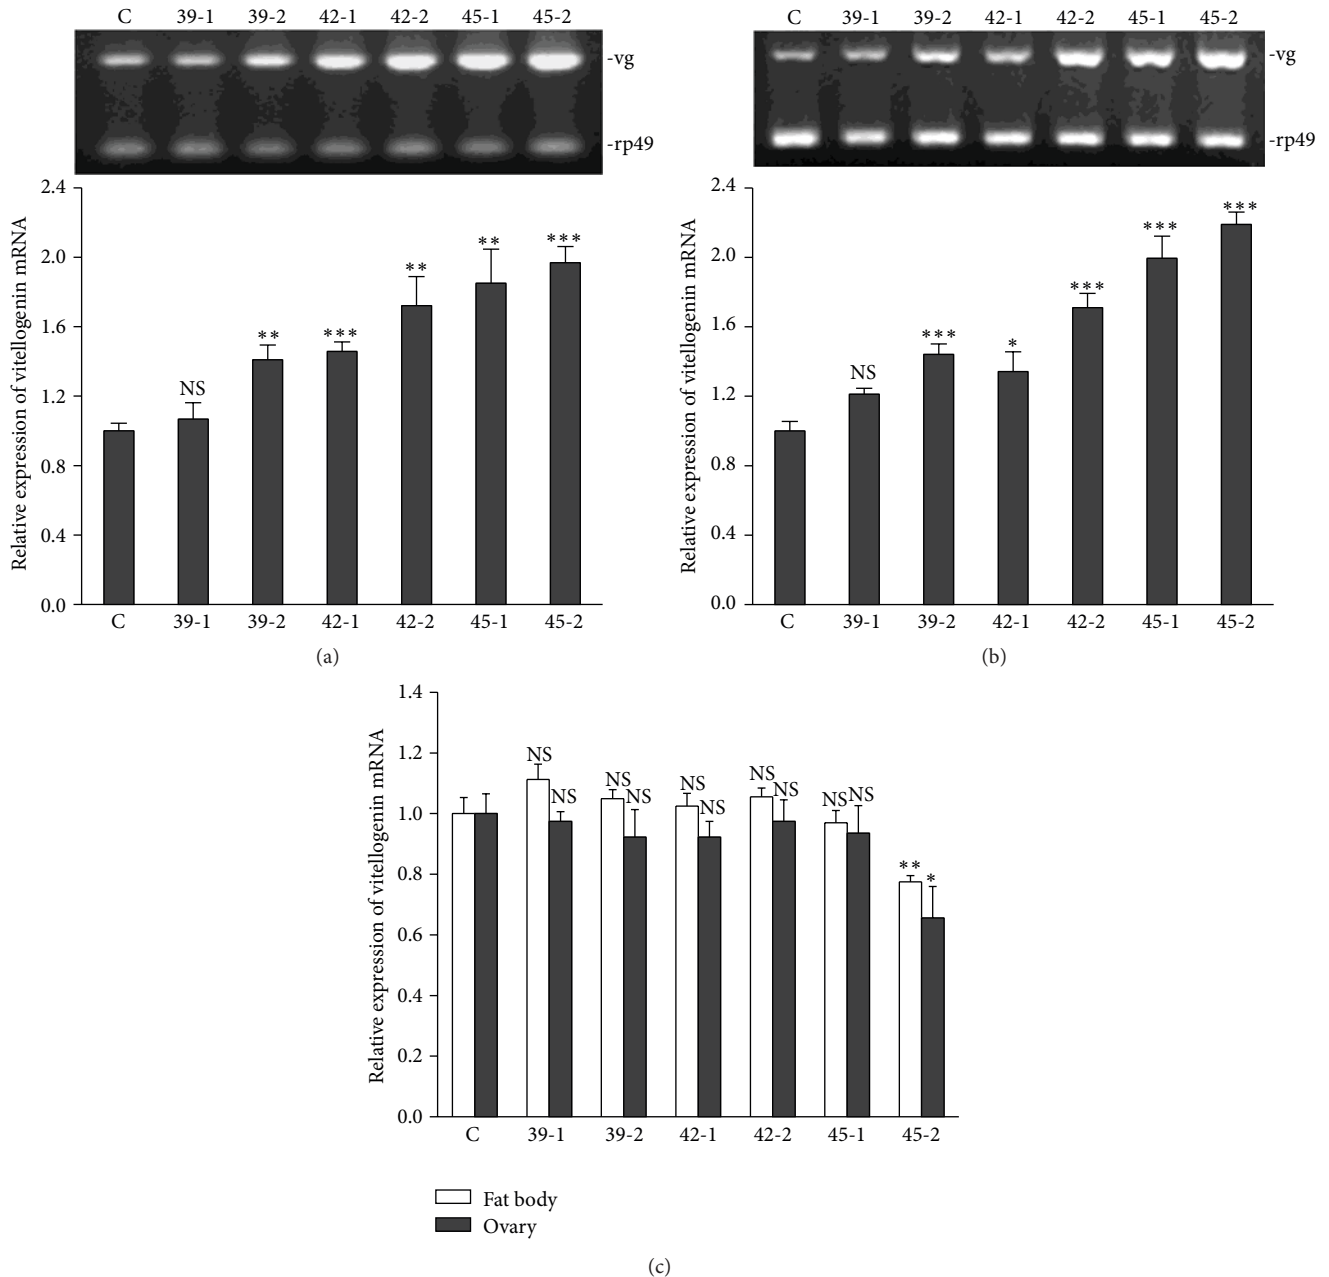 C 39-1 39-2 42-1 42-2 45-1 45-2
-vg
-rp49
Relative expression of vitellogenin mRNA
2.4
2.0
1.6
1.2
0.8
0.4
0.0
NS
**
***
**
**
***
C 39-1 39-2 42-1 42-2 45-1 45-2
(a)
C 39-1 39-2 42-1 42-2 45-1 45-2
-vg
-rp49
Relative expression of vitellogenin mRNA
2.4
2.0
1.6
1.2
0.8
0.4
0.0
NS
***
*
***
***
***
C 39-1 39-2 42-1 42-2 45-1 45-2
(b)
Relative expression of vitellogenin mRNA
1.4
1.2
1.0
0.8
0.6
0.4
0.2
0.0
NS
NS
NS
NS
NS
NS
NS
NS
NS
NS
**
*
C 39-1 39-2 42-1 42-2 45-1 45-2
Fat body
Ovary
(c)